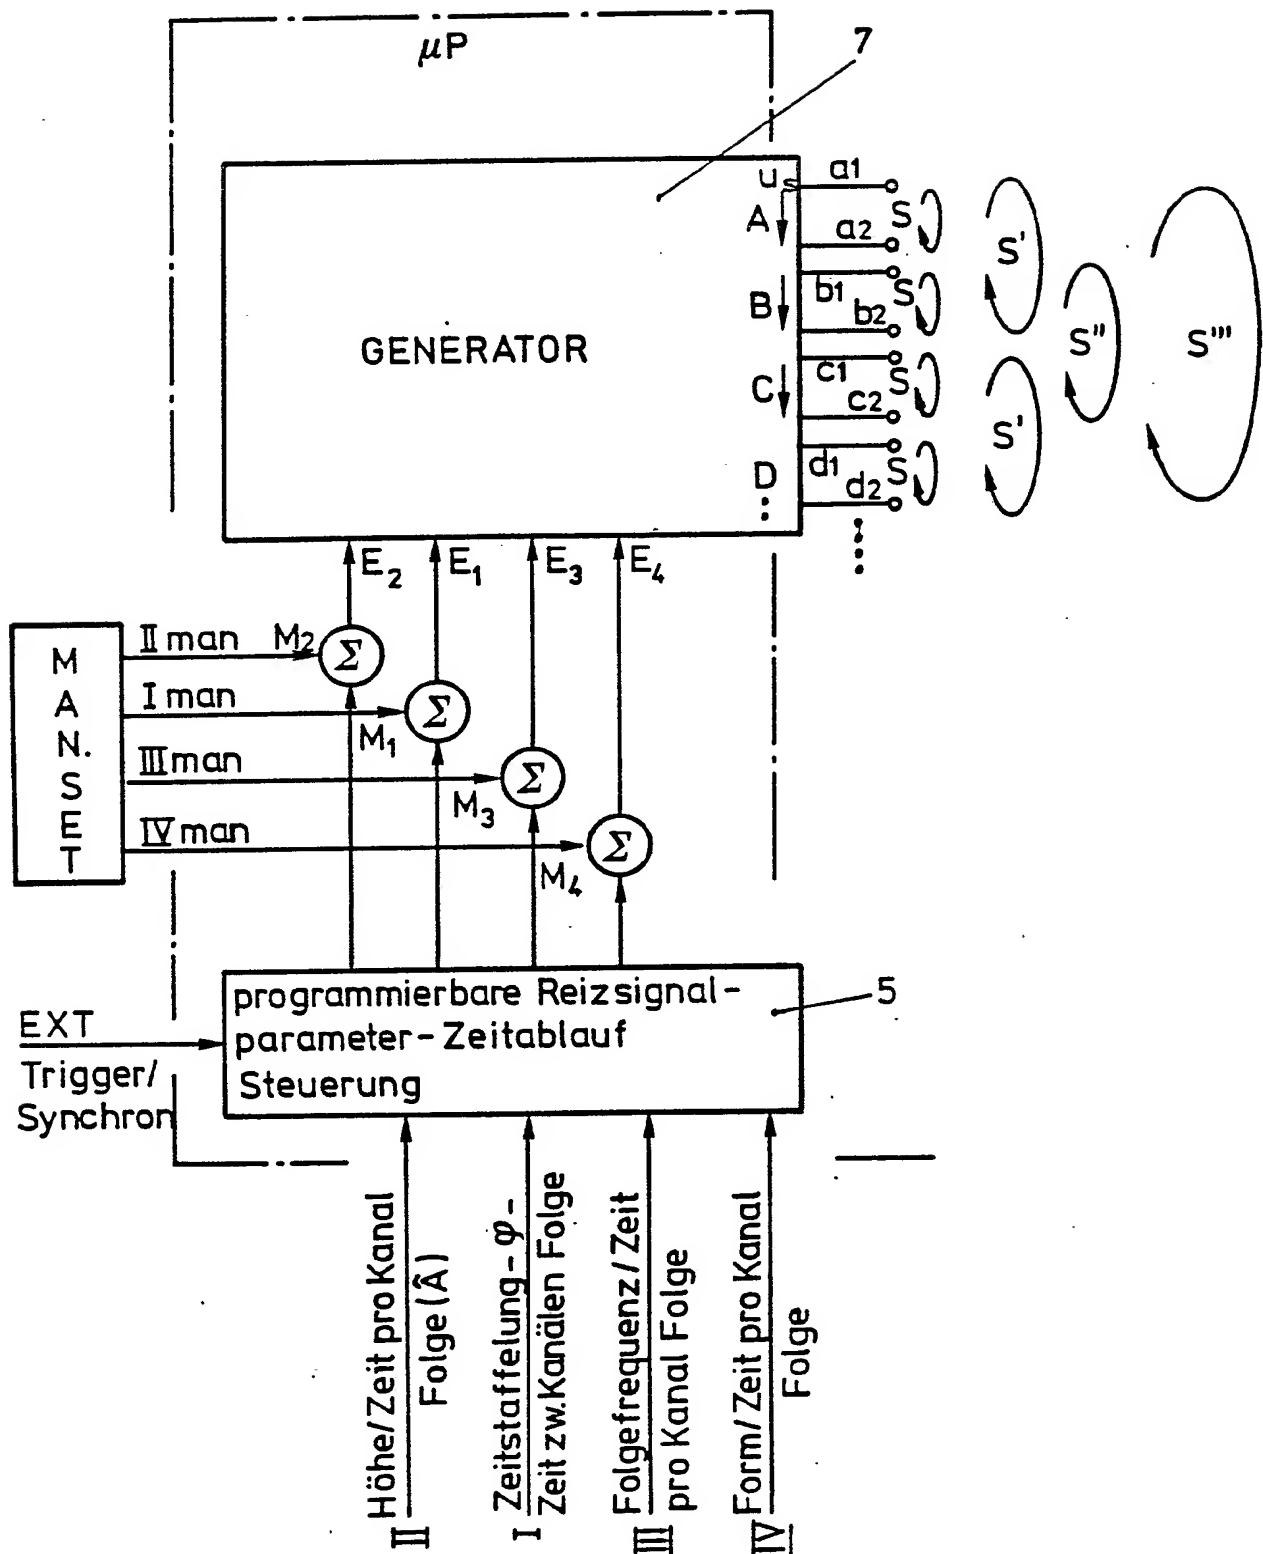 μP
7
u
a1
A
S
a2
S'
b1
S
B
b2
GENERATOR
S''
S'''
c1
S
C
c2
S'
d1
S
D
d2
E2
E1
E3
E4
MAN.SET
II man
M2
Σ
I man
M1
Σ
III man
M3
Σ
IV man
M4
Σ
programmierbare Reizsignal-
parameter-Zeitablauf
Steuerung
5
EXT
Trigger/
Synchron
Höhe/Zeit pro Kanal
Folge(Â)
II
Zeitstaffelung-φ-
Zeit zw.Kanälen Folge
I
Folgefrequenz/Zeit
pro Kanal Folge
III
Form/Zeit pro Kanal
Folge
IV